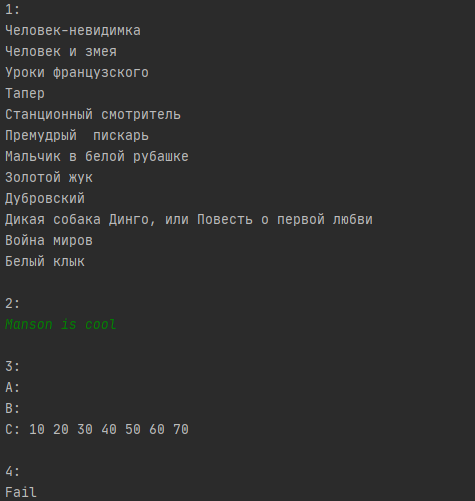 1:
Человек-невидимка
Человек и змея
Уроки французского
Тапер
Станционный смотритель
Премудрый  пискарь
Мальчик в белой рубашке
Золотой жук
Дубровский
Дикая собака Динго, или Повесть о первой любви
Война миров
Белый клык
2:
Manson is cool
3:
A:
B:
C: 10 20 30 40 50 60 70
4:
Fail